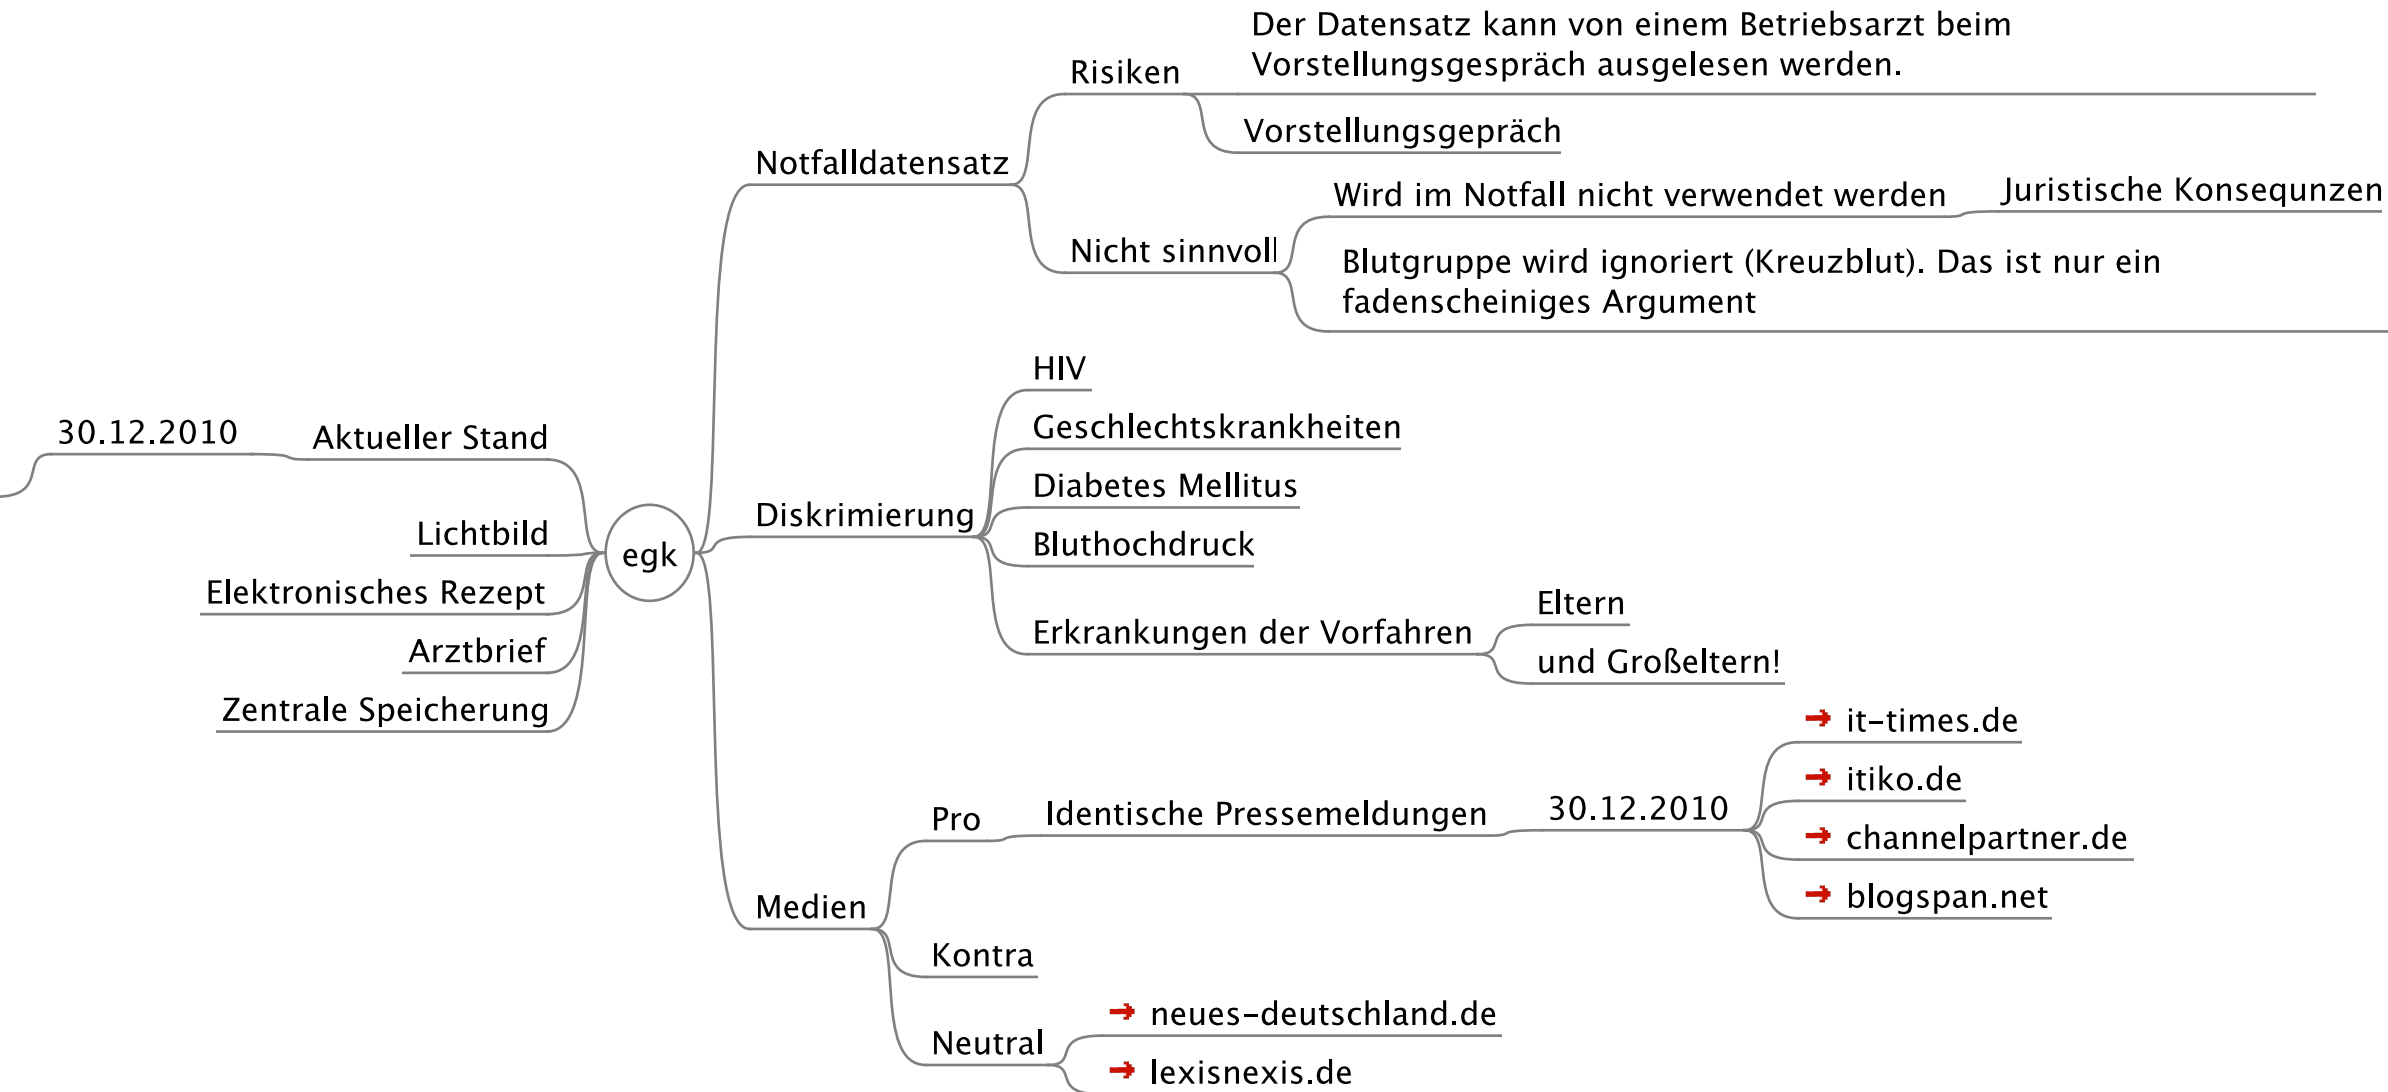 Der Datensatz kann von einem Betriebsarzt beim
Vorstellungsgespräch ausgelesen werden.
Risiken
Vorstellungsgepräch
Notfalldatensatz
Wird im Notfall nicht verwendet werden
Juristische Konsequnzen
Nicht sinnvoll
Blutgruppe wird ignoriert (Kreuzblut). Das ist nur ein
fadenscheiniges Argument
HIV
30.12.2010
Aktueller Stand
Geschlechtskrankheiten
Diabetes Mellitus
Diskrimierung
Lichtbild
egk
Bluthochdruck
Elektronisches Rezept
Eltern
Erkrankungen der Vorfahren
Arztbrief
und Großeltern!
Zentrale Speicherung
it-times.de
itiko.de
Pro
Identische Pressemeldungen
30.12.2010
channelpartner.de
blogspan.net
Medien
Kontra
neues-deutschland.de
Neutral
lexisnexis.de